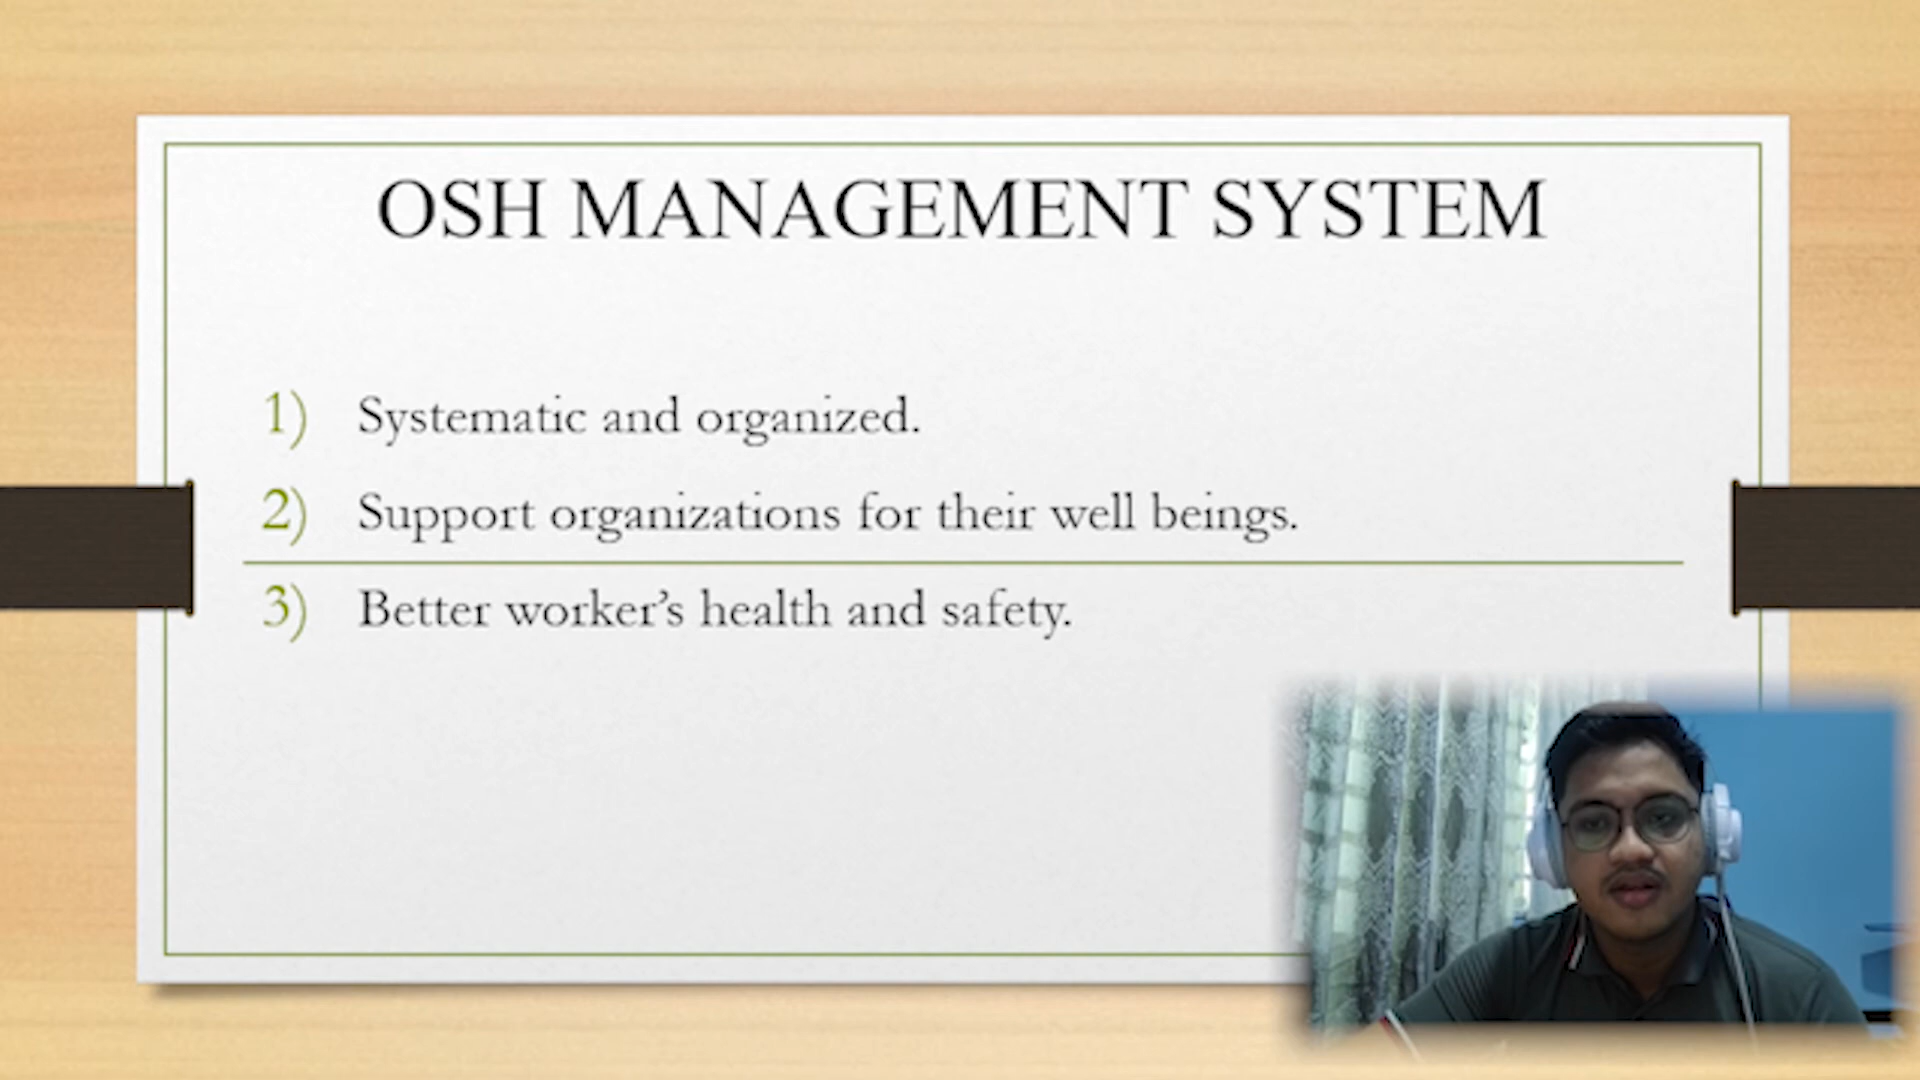 OSH MANAGEMENT SYSTEM
1) Systematic and organized.
2) Support organizations for their well beings.
3) Better worker’s health and safety.